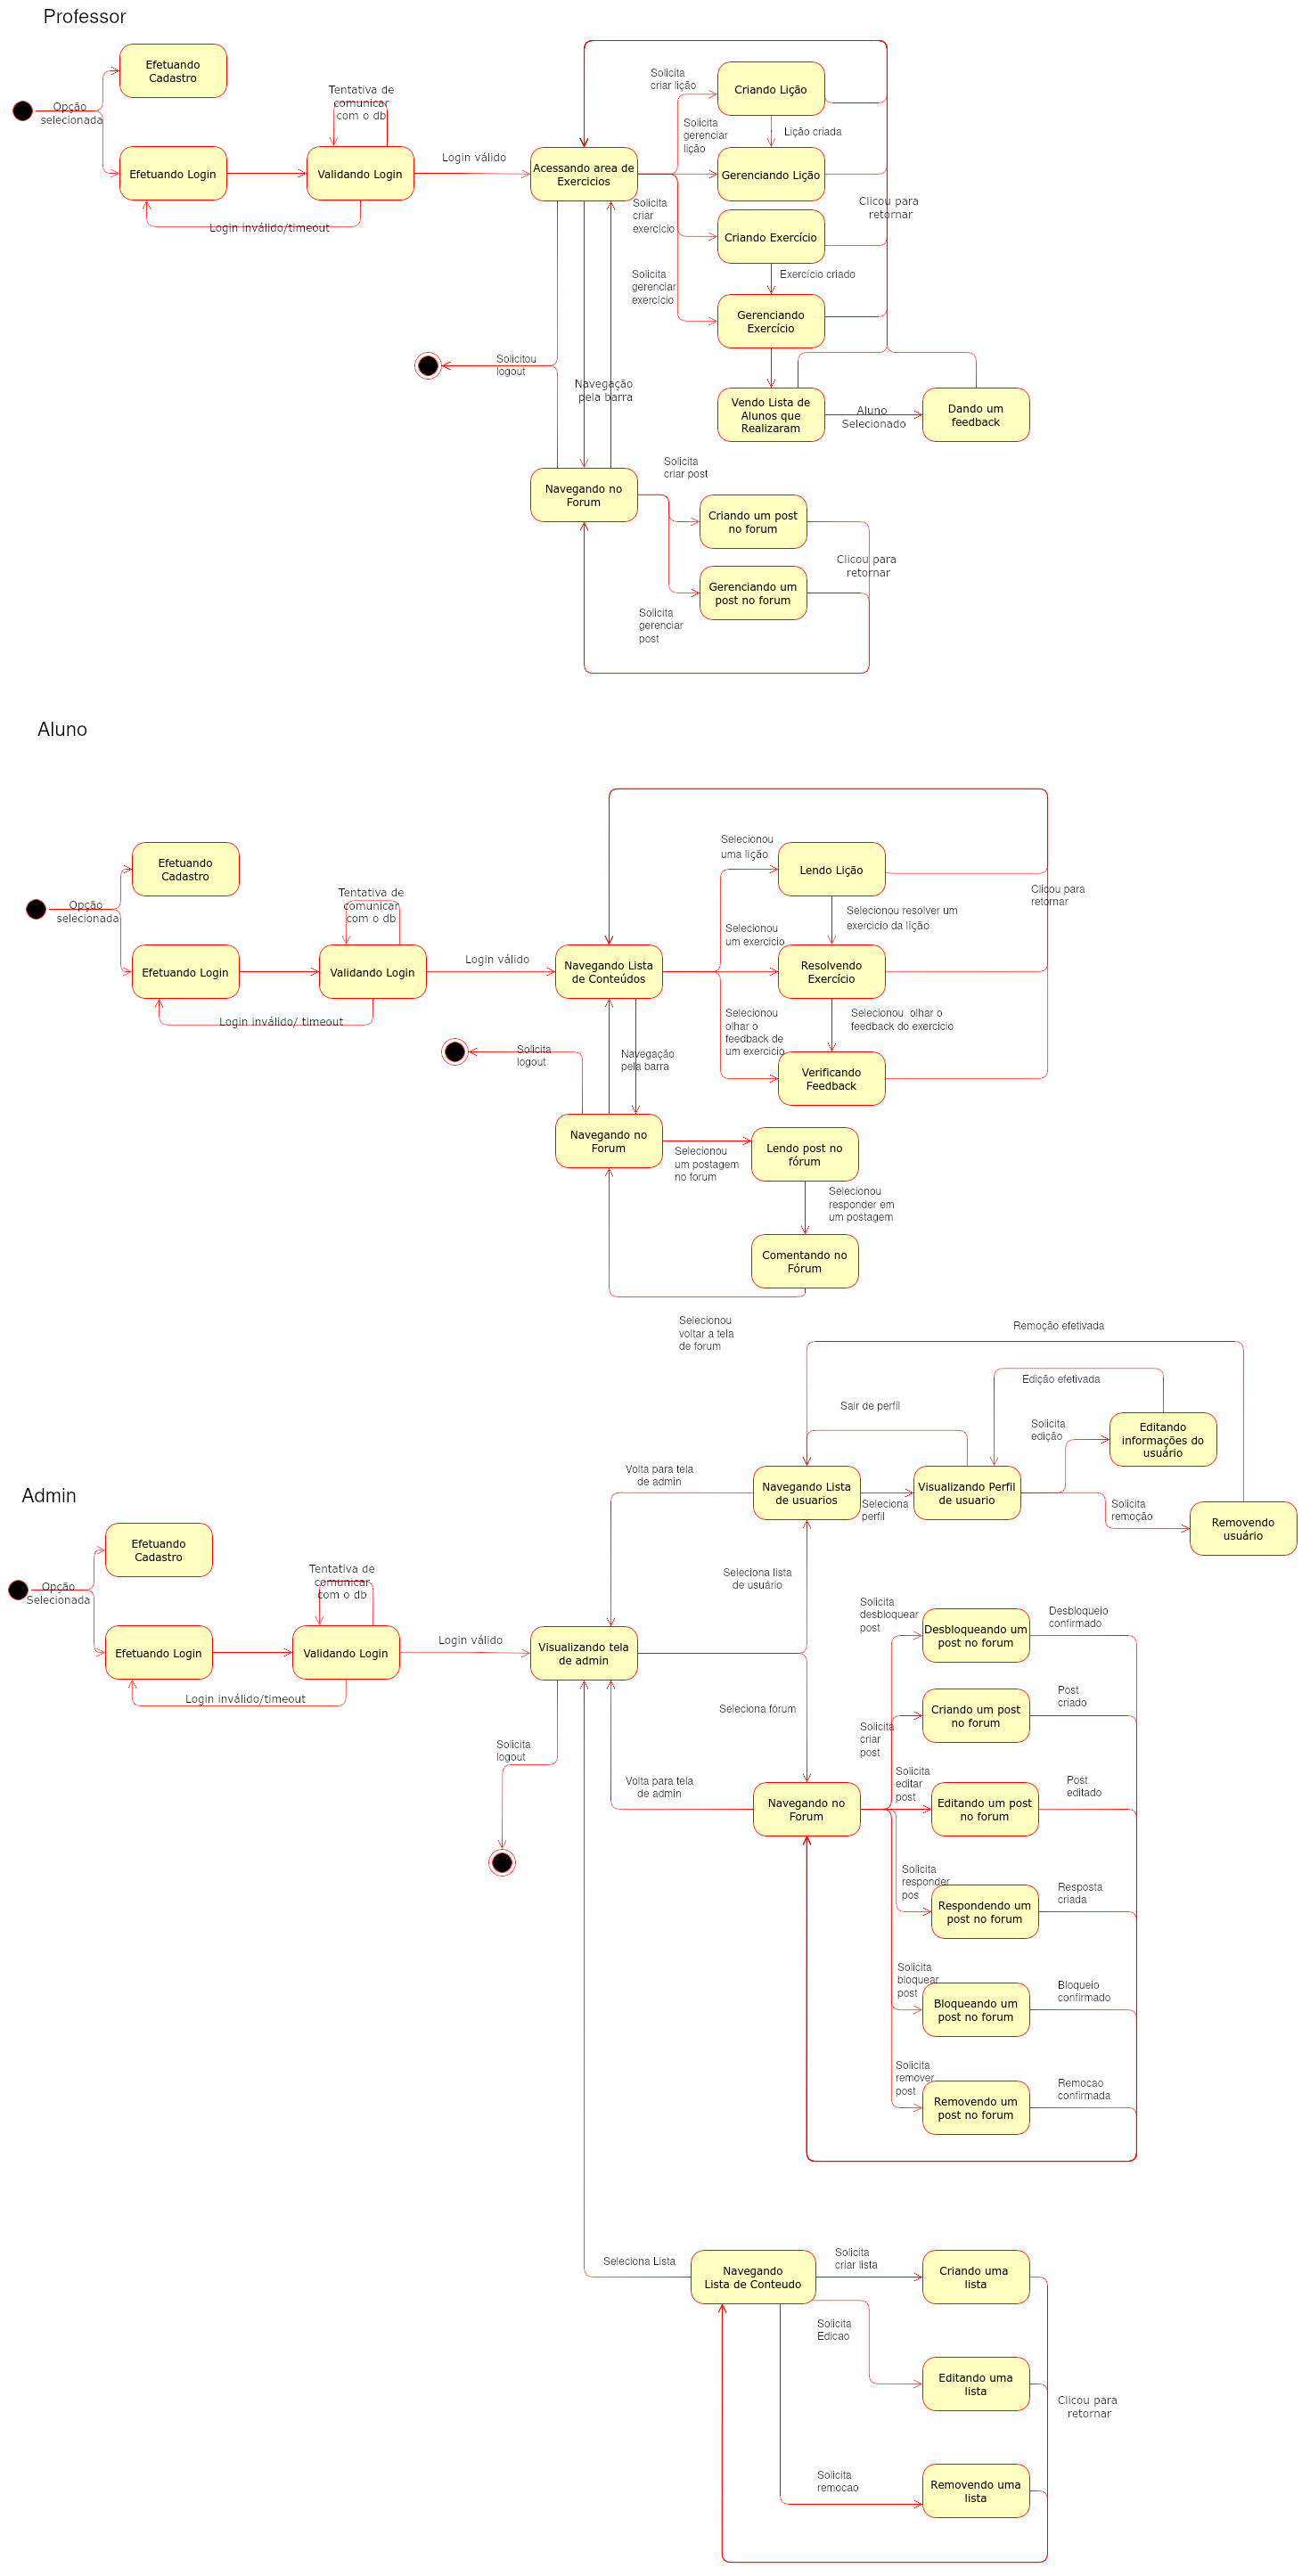 Professor
Efetuando
Cadastro
Opção
selecionada
Tentativa de
comunicar
com o db
Efetuando Login
Validando Login
Login válido
Login inválido/timeout
Acessando area de
Exercicios
Solicita
criar lição
Criando Lição
Solicita
gerenciar
lição
Lição criada
Gerenciando Lição
Solicita
criar
exercício
Criando Exercício
Clicou para
retornar
Solicita
gerenciar
exercício
Exercício criado
Gerenciando
Exercício
Solicitou
logout
Navegação
pela barra
Vendo Lista de
Alunos que
Realizaram
Aluno
Selecionado
Dando um
feedback
Solicita
criar post
Navegando no
Forum
Criando um post
no forum
Clicou para
retornar
Gerenciando um
post no forum
Solicita
gerenciar
post
Aluno
Efetuando
Cadastro
Opção
selecionada
Tentativa de
comunicar
com o db
Efetuando Login
Validando Login
Login válido
Login inválido/ timeout
Navegando Lista
de Conteúdos
Selecionou
uma lição
Lendo Lição
Clicou para
retornar
Selecionou resolver um
exercicio da lição
Selecionou
um exercicio
Resolvendo
Exercício
Selecionou
olhar o
feedback de
um exercicio
Selecionou  olhar o
feedback do exercicio
Verificando
Feedback
Solicita
logout
Navegação
pela barra
Navegando no
Forum
Selecionou
um postagem
no forum
Lendo post no
fórum
Selecionou
responder em
um postagem
Comentando no
Fórum
Selecionou
voltar a tela
de forum
Remoção efetivada
Edição efetivada
Sair de perfil
Solicita
edição
Editando
informações do
usuário
Volta para tela
de admin
Navegando Lista
de usuarios
Seleciona
perfil
Visualizando Perfil
de usuario
Solicita
remoção
Removendo
usuário
Admin
Efetuando
Cadastro
Opção
Selecionada
Tentativa de
comunicar
com o db
Efetuando Login
Validando Login
Login válido
Login inválido/timeout
Visualizando tela
de admin
Seleciona lista
de usuário
Seleciona fórum
Solicita
logout
Volta para tela
de admin
Navegando no
Forum
Solicita
desbloquear
post
Desbloqueando um
post no forum
Desbloqueio
confirmado
Solicita
criar
post
Criando um post
no forum
Post
criado
Solicita
editar
post
Editando um post
no forum
Post
editado
Solicita
responder
pos
Respondendo um
post no forum
Resposta
criada
Solicita
bloquear
post
Bloqueando um
post no forum
Bloqueio
confirmado
Solicita
remover
post
Removendo um
post no forum
Remocao
confirmada
Seleciona Lista
Navegando
Lista de Conteudo
Solicita
criar lista
Criando uma
lista
Solicita
Edicao
Editando uma
lista
Clicou para
retornar
Solicita
remocao
Removendo uma
lista